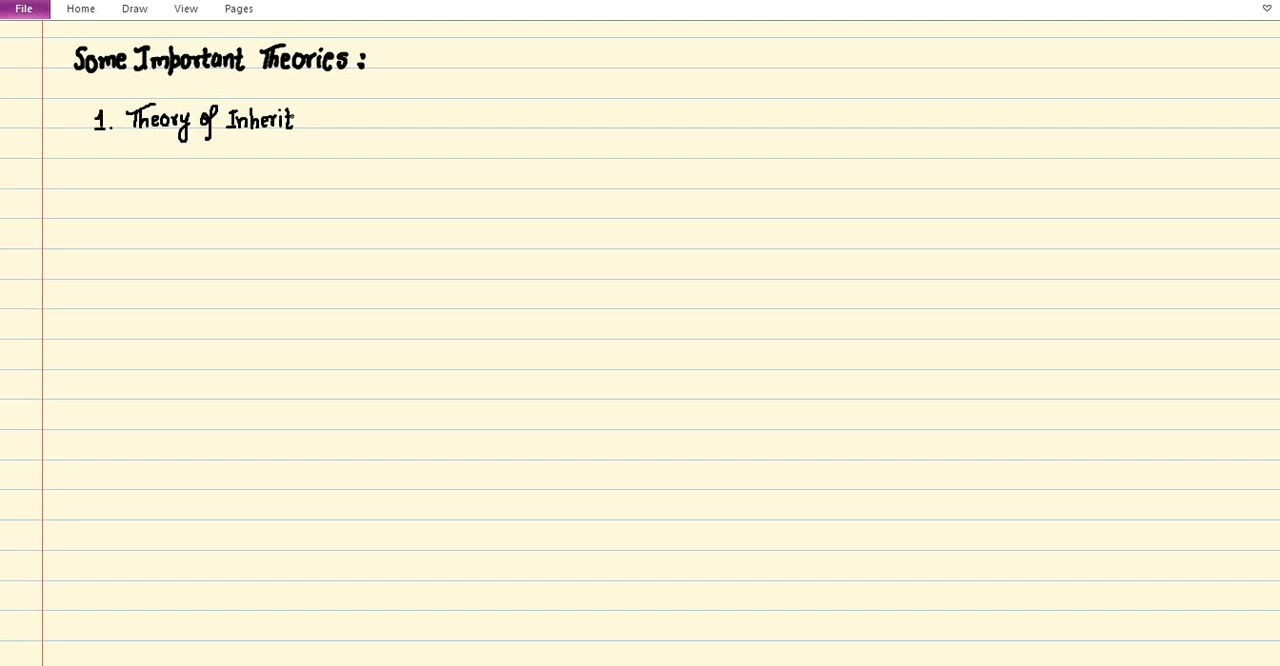 File Home Draw View Pages
Some Important Theories :
1. Theory of Inherit